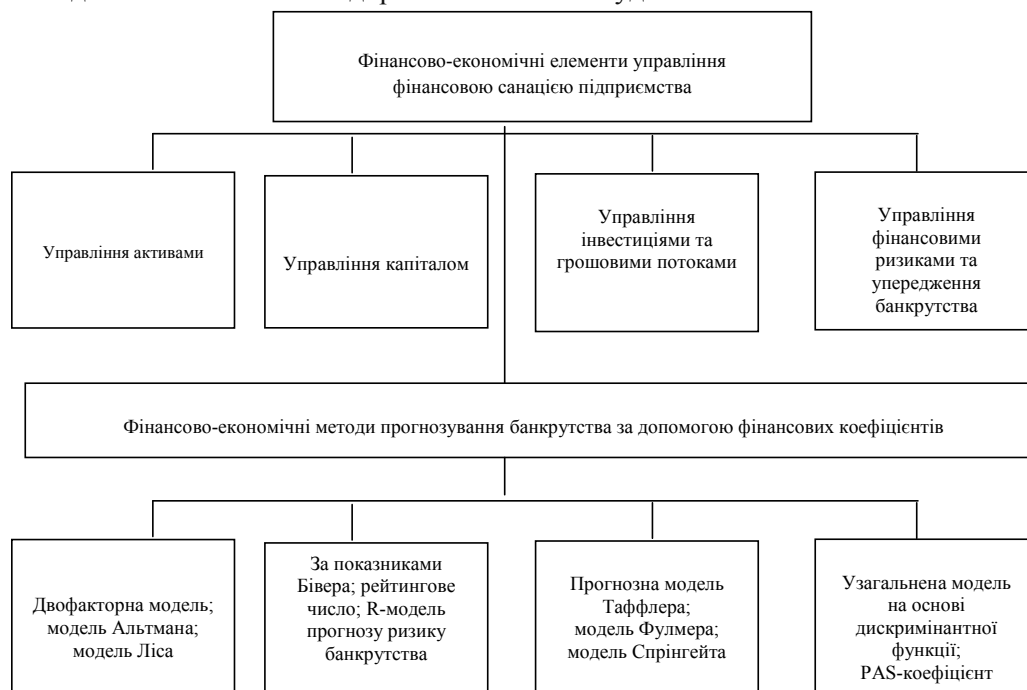 Фінансово-економічні елементи управління
фінансовою санацією підприємства
Управління активами
Управління капіталом
Управління
інвестиціями та
грошовими потоками
Управління
фінансовими
ризиками та
упередження
банкрутства
Фінансово-економічні методи прогнозування банкрутства за допомогою фінансових коефіцієнтів
Двофакторна модель;
модель Альтмана;
модель Ліса
За показниками
Бівера; рейтингове
число; R-модель
прогнозу ризику
банкрутства
Прогнозна модель
Таффлера;
модель Фулмера;
модель Спрінгейта
Узагальнена модель
на основі
дискримінантної
функції;
PAS-коефіцієнт